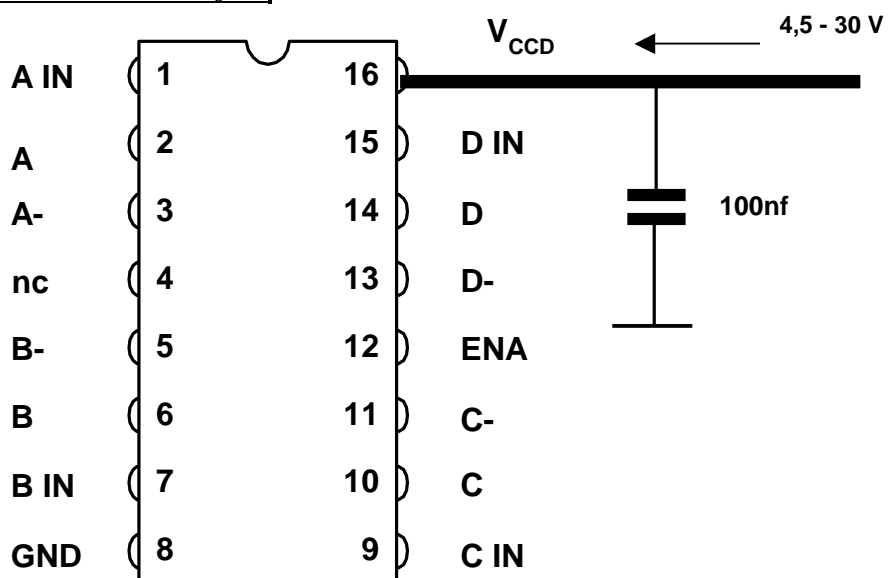 VCCD 4,5 - 30 V
A IN 1 16
A 2 15 D IN
A- 3 14 D 100nf
nc 4 13 D-
B- 5 12 ENA
B 6 11 C-
B IN 7 10 C
GND 8 9 C IN